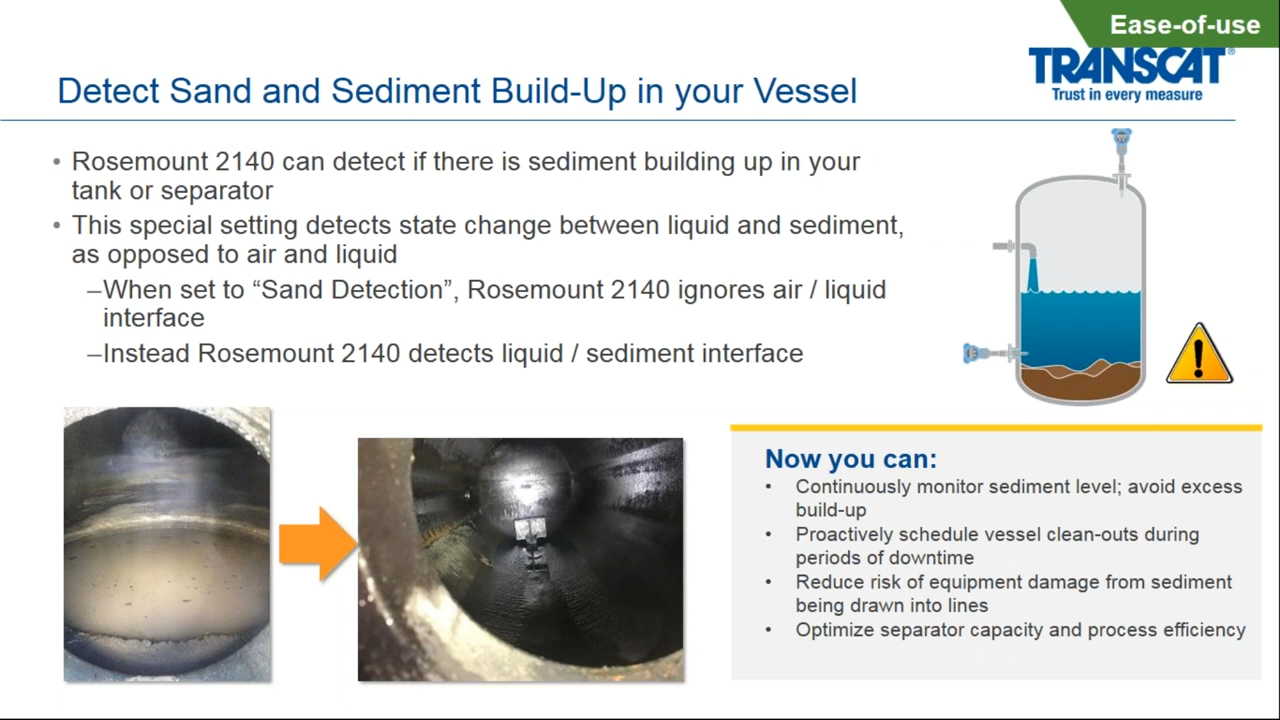 Ease-of-use
TRANSCAT®
Trust in every measure
Detect Sand and Sediment Build-Up in your Vessel
• Rosemount 2140 can detect if there is sediment building up in your
tank or separator
• This special setting detects state change between liquid and sediment,
as opposed to air and liquid
–When set to “Sand Detection”, Rosemount 2140 ignores air / liquid
interface
–Instead Rosemount 2140 detects liquid / sediment interface
Now you can:
• Continuously monitor sediment level; avoid excess
build-up
• Proactively schedule vessel clean-outs during
periods of downtime
• Reduce risk of equipment damage from sediment
being drawn into lines
• Optimize separator capacity and process efficiency